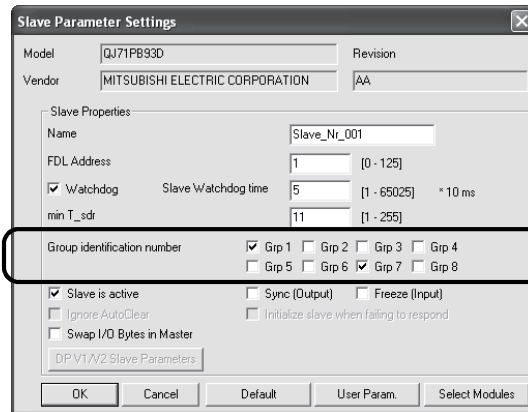 Slave Parameter Settings
Model QJ71PB93D Revision
Vendor MITSUBISHI ELECTRIC CORPORATION AA
Slave Properties
Name Slave_Nr_001
FDL Address 1 [0 - 125]
Watchdog Slave Watchdog time 5 [1 - 65025] * 10 ms
min T_sdr 11 [1 - 255]
Group identification number Grp 1 Grp 2 Grp 3 Grp 4
Grp 5 Grp 6 Grp 7 Grp 8
Slave is active Sync (Output) Freeze (Input)
Ignore AutoClear Initialize slave when failing to respond
Swap I/O Bytes in Master
DP V1/V2 Slave Parameters
OK Cancel Default User Param. Select Modules